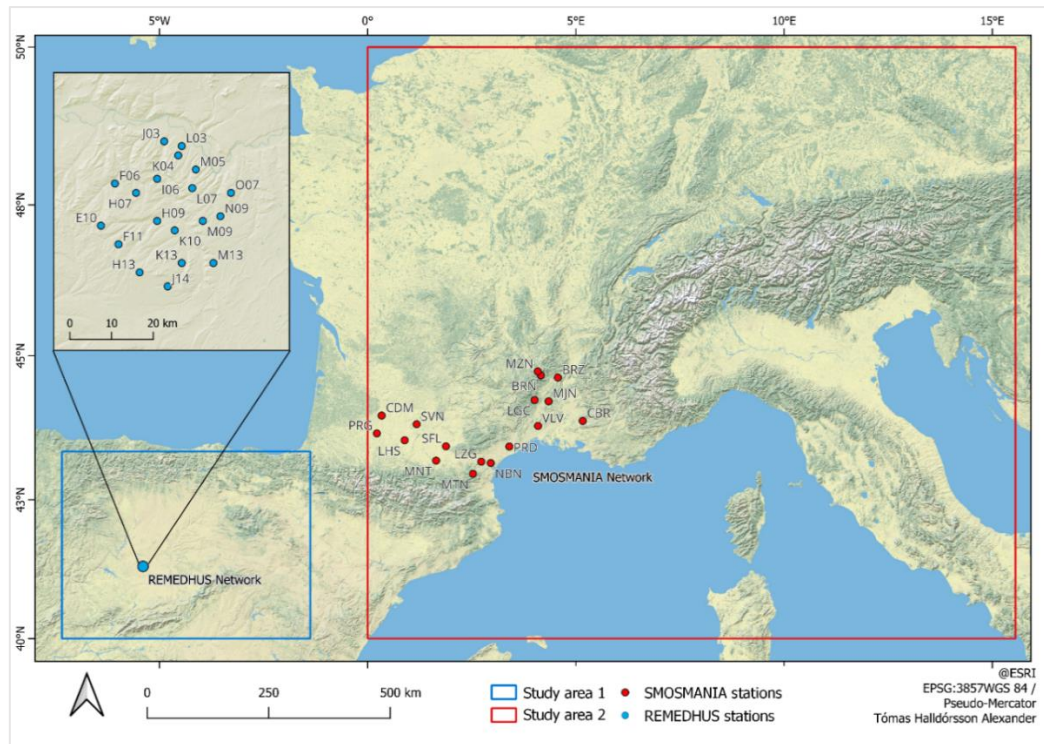 5°W 0° 5°E 10°E 15°E
50°N
J03 L03
K04 M05
F06 I06 O07
H07 L07
48°N
E10 H09 N09
F11 M09
K10
K13 M13
H13 J14
0 10 20 km
45°N
MZN BRZ
BRN MJN
LGC
CDM SVN VLV CBR
PRG
LHS SFL LZG PRD
MNT NBN
MTN SMOSMANIA Network
43°N
REMEDHUS Network
40°N
0 250 500 km
Study area 1 SMOSMANIA stations
Study area 2 REMEDHUS stations
@ESRI
EPSG:3857WGS 84 /
Pseudo-Mercator
Tómas Halldórsson Alexander